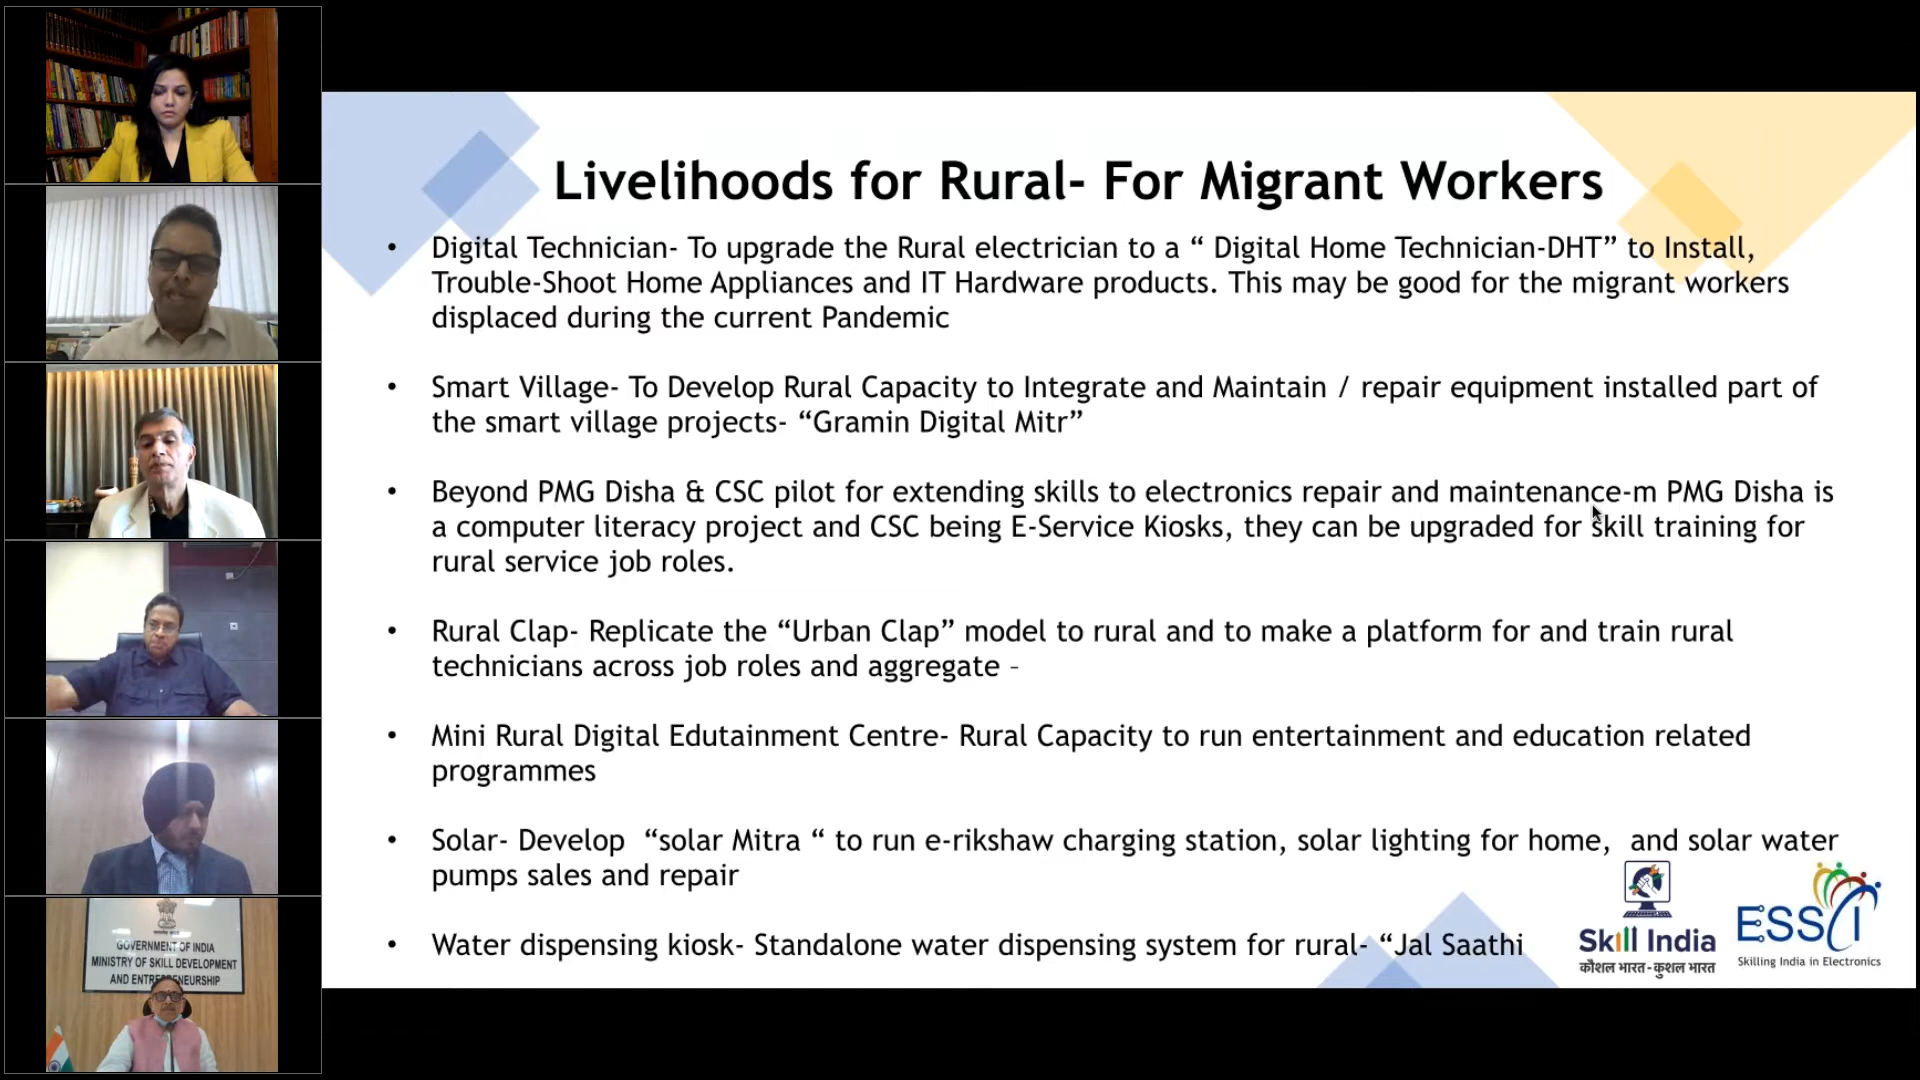 Livelihoods for Rural- For Migrant Workers
• Digital Technician- To upgrade the Rural electrician to a “ Digital Home Technician-DHT” to Install,
Trouble-Shoot Home Appliances and IT Hardware products. This may be good for the migrant workers
displaced during the current Pandemic
• Smart Village- To Develop Rural Capacity to Integrate and Maintain / repair equipment installed part of
the smart village projects- “Gramin Digital Mitr”
• Beyond PMG Disha & CSC pilot for extending skills to electronics repair and maintenance-m PMG Disha is
a computer literacy project and CSC being E-Service Kiosks, they can be upgraded for skill training for
rural service job roles.
• Rural Clap- Replicate the “Urban Clap” model to rural and to make a platform for and train rural
technicians across job roles and aggregate –
• Mini Rural Digital Edutainment Centre- Rural Capacity to run entertainment and education related
programmes
• Solar- Develop “solar Mitra “ to run e-rikshaw charging station, solar lighting for home, and solar water
pumps sales and repair
• Water dispensing kiosk- Standalone water dispensing system for rural- “Jal Saathi
Skill India
कौशल भारत-कुशल भारत
ESSCI
Skilling India in Electronics
GOVERNMENT OF INDIA
MINISTRY OF SKILL DEVELOPMENT
AND ENTREPRENEURSHIP